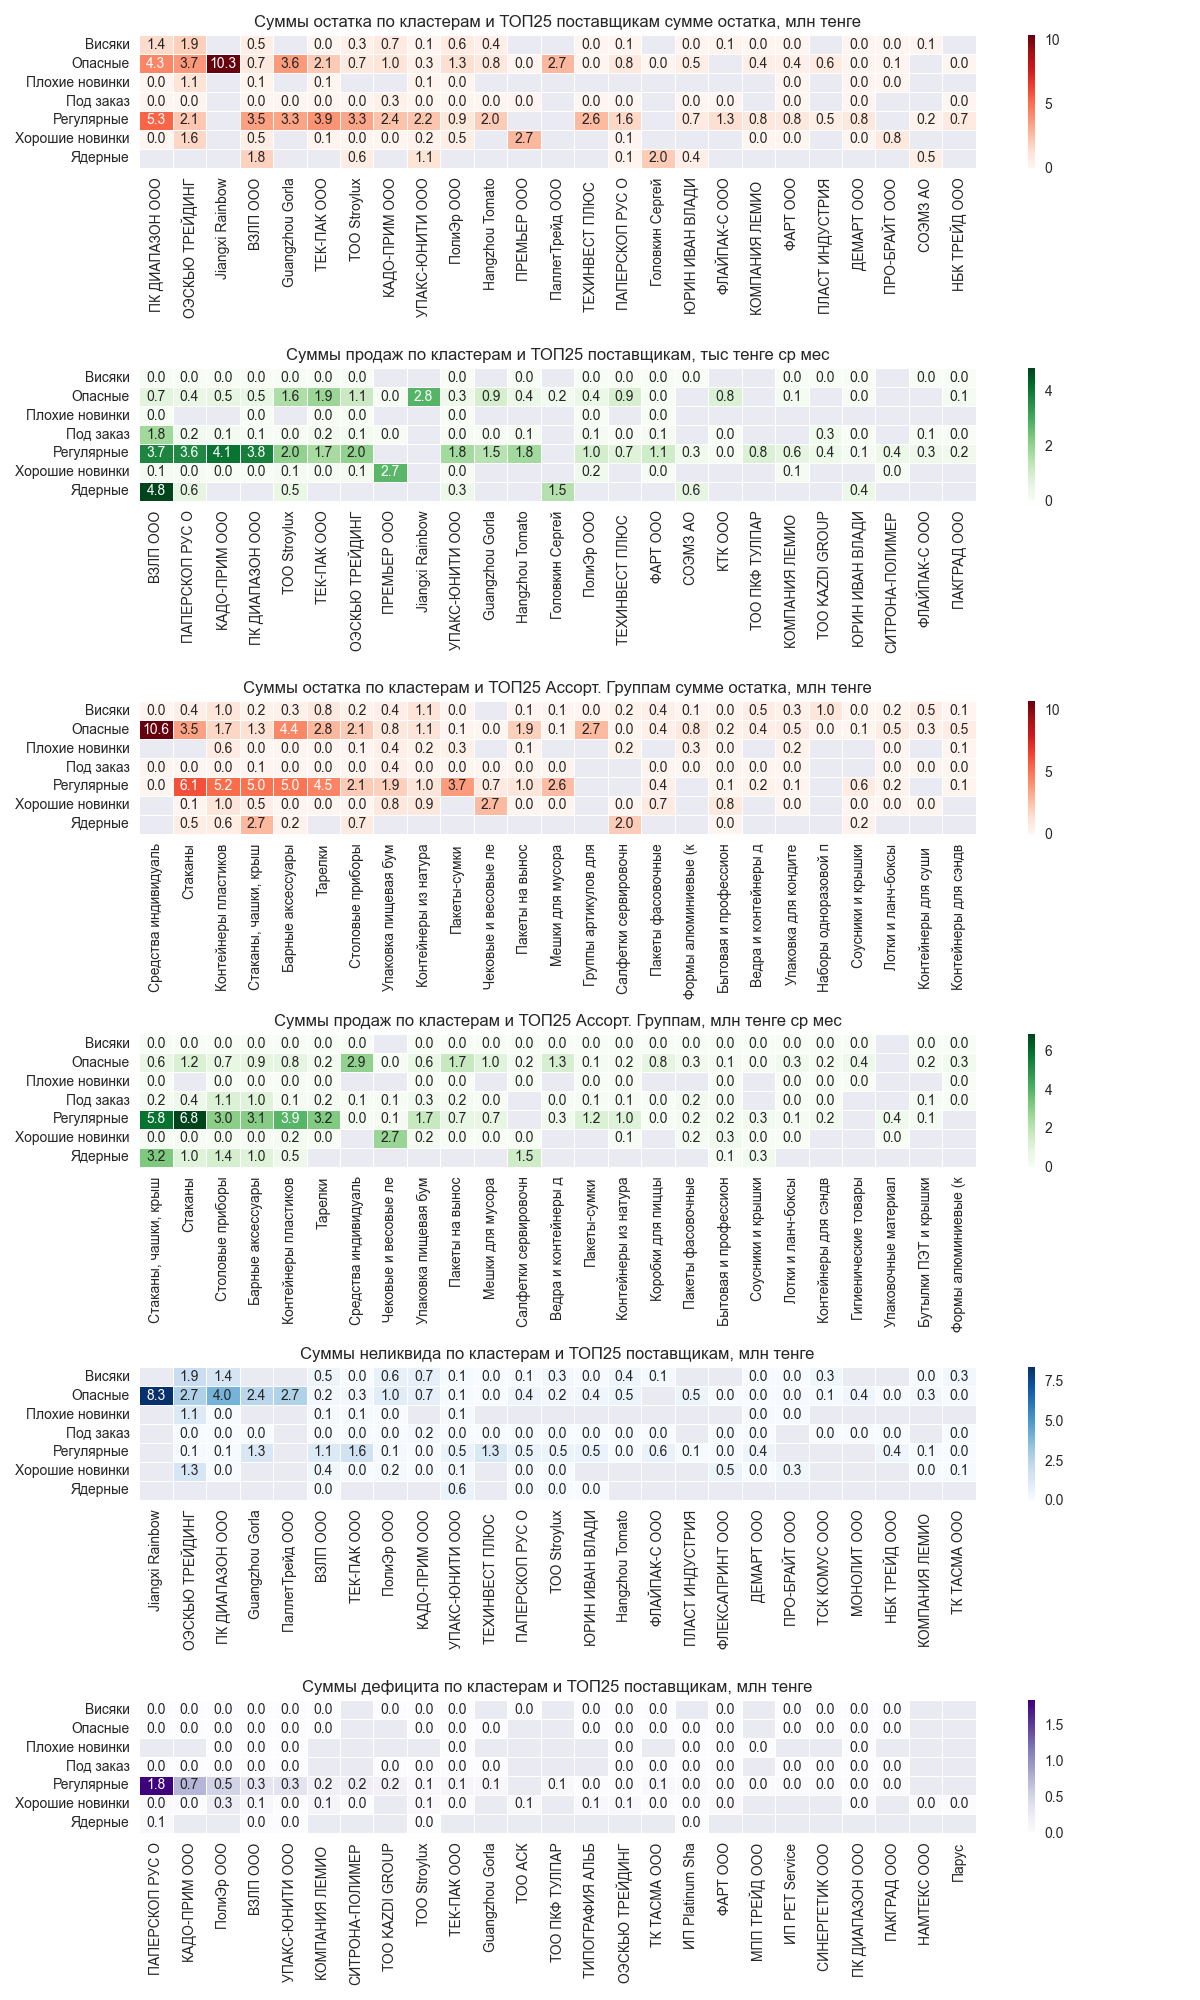 Суммы остатка по кластерам и ТОП25 поставщикам сумме остатка, млн тенге
Висяки 1.4 1.9 0.5 0.0 0.3 0.7 0.1 0.6 0.4 0.0 0.1 0.0 0.1 0.0 0.0 0.0 0.0 0.1
Опасные 4.3 3.7 10.3 0.7 3.6 2.1 0.7 1.0 0.3 1.3 0.8 0.0 2.7 0.0 0.8 0.0 0.5 0.4 0.4 0.6 0.0 0.1 0.0
Плохие новинки 0.0 1.1 0.1 0.1 0.1 0.0 0.0 0.0 0.0
Под заказ 0.0 0.0 0.0 0.0 0.0 0.0 0.3 0.0 0.0 0.0 0.0 0.0 0.0 0.0 0.0 0.0 0.0 0.0
Регулярные 5.3 2.1 3.5 3.3 3.9 3.3 2.4 2.2 0.9 2.0 2.6 1.6 0.7 1.3 0.8 0.8 0.5 0.8 0.2 0.7
Хорошие новинки 0.0 1.6 0.5 0.1 0.0 0.0 0.2 0.5 2.7 0.1 0.0 0.0 0.0 0.8
Ядерные 1.8 0.6 1.1 0.1 2.0 0.4 0.5
10
5
0
ПК ДИАПАЗОН ООО
ОЭСКЬЮ ТРЕЙДИНГ
Jiangxi Rainbow
ВЗЛП ООО
Guangzhou Gorla
ТЕК-ПАК ООО
ТОО Stroylux
КАДО-ПРИМ ООО
УПАКС-ЮНИТИ ООО
ПолиЭр ООО
Hangzhou Tomato
ПРЕМЬЕР ООО
ПаллетТрейд ООО
ТЕХИНВЕСТ ПЛЮС
ПАПЕРСКОП РУС О
Головкин Сергей
ЮРИН ИВАН ВЛАДИ
ФЛАЙПАК-С ООО
КОМПАНИЯ ЛЕМИО
ФАРТ ООО
ПЛАСТ ИНДУСТРИЯ
ДЕМАРТ ООО
ПРО-БРАЙТ ООО
СОЭМЗ АО
НБК ТРЕЙД ООО
Суммы продаж по кластерам и ТОП25 поставщикам, тыс тенге ср мес
Висяки 0.0 0.0 0.0 0.0 0.0 0.0 0.0 0.0 0.0 0.0 0.0 0.0 0.0 0.0 0.0 0.0 0.0 0.0
Опасные 0.7 0.4 0.5 0.5 1.6 1.9 1.1 0.0 2.8 0.3 0.9 0.4 0.2 0.4 0.9 0.0 0.8 0.1 0.0 0.1
Плохие новинки 0.0 0.0 0.0 0.0 0.0 0.0 0.0
Под заказ 1.8 0.2 0.1 0.1 0.0 0.2 0.1 0.0 0.0 0.0 0.1 0.1 0.0 0.1 0.0 0.3 0.1 0.0
Регулярные 3.7 3.6 4.1 3.8 2.0 1.7 2.0 1.8 1.5 1.8 1.0 0.7 1.1 0.3 0.0 0.8 0.6 0.4 0.1 0.4 0.3 0.2
Хорошие новинки 0.1 0.0 0.0 0.0 0.1 0.0 0.1 2.7 0.0 0.2 0.0 0.1 0.0
Ядерные 4.8 0.6 0.5 0.3 1.5 0.6 0.4
4
2
0
ВЗЛП ООО
ПАПЕРСКОП РУС О
КАДО-ПРИМ ООО
ПК ДИАПАЗОН ООО
ТОО Stroylux
ТЕК-ПАК ООО
ОЭСКЬЮ ТРЕЙДИНГ
ПРЕМЬЕР ООО
Jiangxi Rainbow
УПАКС-ЮНИТИ ООО
Guangzhou Gorla
Hangzhou Tomato
Головкин Сергей
ПолиЭр ООО
ТЕХИНВЕСТ ПЛЮС
ФАРТ ООО
СОЭМЗ АО
КТК ООО
ТОО ПКФ ТУЛПАР
КОМПАНИЯ ЛЕМИО
ТОО KAZDI GROUP
ЮРИН ИВАН ВЛАДИ
СИТРОНА-ПОЛИМЕР
ФЛАЙПАК-С ООО
ПАКГРАД ООО
Суммы остатка по кластерам и ТОП25 Ассорт. Группам сумме остатка, млн тенге
Висяки 0.0 0.4 1.0 0.2 0.3 0.8 0.2 0.4 1.1 0.0 0.1 0.1 0.0 0.2 0.4 0.1 0.0 0.5 0.3 1.0 0.0 0.2 0.5 0.1
Опасные 10.6 3.5 1.7 1.3 4.4 2.8 2.1 0.8 1.1 0.1 0.0 1.9 0.1 2.7 0.0 0.4 0.8 0.2 0.4 0.5 0.0 0.1 0.5 0.3 0.5
Плохие новинки 0.6 0.0 0.0 0.1 0.4 0.2 0.3 0.1 0.2 0.3 0.0 0.2 0.0 0.1
Под заказ 0.0 0.0 0.0 0.1 0.0 0.0 0.0 0.4 0.0 0.0 0.0 0.0 0.0 0.0 0.0 0.0 0.0 0.0 0.0 0.0 0.0
Регулярные 0.0 6.1 5.2 5.0 5.0 4.5 2.1 1.9 1.0 3.7 0.7 1.0 2.6 0.4 0.1 0.2 0.1 0.6 0.2 0.1
Хорошие новинки 0.1 1.0 0.5 0.0 0.0 0.0 0.8 0.9 2.7 0.0 0.0 0.0 0.7 0.8 0.0 0.0 0.0 0.0
Ядерные 0.5 0.6 2.7 0.2 0.7 2.0 0.0 0.2
10
5
0
Средства индивидуаль
Стаканы
Контейнеры пластиков
Стаканы, чашки, крыш
Барные аксессуары
Тарелки
Столовые приборы
Упаковка пищевая бум
Контейнеры из натура
Пакеты-сумки
Чековые и весовые ле
Пакеты на вынос
Мешки для мусора
Группы артикулов для
Салфетки сервировочн
Пакеты фасовочные
Формы алюминиевые (к
Бытовая и профессион
Ведра и контейнеры д
Упаковка для кондите
Наборы одноразовой п
Соусники и крышки
Лотки и ланч-боксы
Контейнеры для суши
Контейнеры для сэндв
Суммы продаж по кластерам и ТОП25 Ассорт. Группам, млн тенге ср мес
Висяки 0.0 0.0 0.0 0.0 0.0 0.0 0.0 0.0 0.0 0.0 0.0 0.0 0.0 0.0 0.0 0.0 0.0 0.0 0.0 0.0 0.0 0.0 0.0
Опасные 0.6 1.2 0.7 0.9 0.8 0.2 2.9 0.0 0.6 1.7 1.0 0.2 1.3 0.1 0.2 0.8 0.3 0.1 0.0 0.3 0.2 0.4 0.2 0.3
Плохие новинки 0.0 0.0 0.0 0.0 0.0 0.0 0.0 0.0 0.0 0.0 0.0 0.0 0.0 0.0 0.0 0.0
Под заказ 0.2 0.4 1.1 1.0 0.1 0.2 0.1 0.1 0.3 0.2 0.0 0.0 0.1 0.1 0.0 0.2 0.0 0.0 0.0 0.1 0.0
Регулярные 5.8 6.8 3.0 3.1 3.9 3.2 0.0 0.1 1.7 0.7 0.7 0.3 1.2 1.0 0.0 0.2 0.2 0.3 0.1 0.2 0.4 0.1
Хорошие новинки 0.0 0.0 0.0 0.0 0.2 0.0 2.7 0.2 0.0 0.0 0.0 0.1 0.2 0.3 0.0 0.0 0.0
Ядерные 3.2 1.0 1.4 1.0 0.5 1.5 0.1 0.3
6
4
2
0
Стаканы, чашки, крыш
Стаканы
Столовые приборы
Барные аксессуары
Контейнеры пластиков
Тарелки
Средства индивидуаль
Чековые и весовые ле
Упаковка пищевая бум
Пакеты на вынос
Мешки для мусора
Салфетки сервировочн
Ведра и контейнеры д
Пакеты-сумки
Контейнеры из натура
Коробки для пиццы
Пакеты фасовочные
Бытовая и профессион
Соусники и крышки
Лотки и ланч-боксы
Контейнеры для сэндв
Гигиенические товары
Упаковочные материал
Бутылки ПЭТ и крышки
Формы алюминиевые (к
Суммы неликвида по кластерам и ТОП25 поставщикам, млн тенге
Висяки 1.9 1.4 0.5 0.0 0.6 0.7 0.1 0.0 0.1 0.3 0.0 0.4 0.1 0.0 0.0 0.3 0.0 0.3
Опасные 8.3 2.7 4.0 2.4 2.7 0.2 0.3 1.0 0.7 0.1 0.0 0.4 0.2 0.4 0.5 0.5 0.0 0.0 0.0 0.1 0.4 0.0 0.3 0.0
Плохие новинки 1.1 0.0 0.1 0.1 0.0 0.1 0.0 0.0
Под заказ 0.0 0.0 0.0 0.0 0.0 0.0 0.2 0.0 0.0 0.0 0.0 0.0 0.0 0.0 0.0 0.0 0.0 0.0 0.0
Регулярные 0.1 0.1 1.3 1.1 1.6 0.1 0.0 0.5 1.3 0.5 0.5 0.5 0.0 0.6 0.1 0.0 0.4 0.4 0.1 0.0
Хорошие новинки 1.3 0.0 0.4 0.0 0.2 0.0 0.1 0.0 0.0 0.5 0.0 0.3 0.0 0.1
Ядерные 0.0 0.6 0.0 0.0 0.0
7.5
5.0
2.5
0.0
Jiangxi Rainbow
ОЭСКЬЮ ТРЕЙДИНГ
ПК ДИАПАЗОН ООО
Guangzhou Gorla
ПаллетТрейд ООО
ВЗЛП ООО
ТЕК-ПАК ООО
ПолиЭр ООО
КАДО-ПРИМ ООО
УПАКС-ЮНИТИ ООО
ТЕХИНВЕСТ ПЛЮС
ПАПЕРСКОП РУС О
ТОО Stroylux
ЮРИН ИВАН ВЛАДИ
Hangzhou Tomato
ФЛАЙПАК-С ООО
ПЛАСТ ИНДУСТРИЯ
ФЛЕКСАПРИНТ ООО
ДЕМАРТ ООО
ПРО-БРАЙТ ООО
ТСК КОМУС ООО
МОНОЛИТ ООО
НБК ТРЕЙД ООО
КОМПАНИЯ ЛЕМИО
ТК ТАСМА ООО
Суммы дефицита по кластерам и ТОП25 поставщикам, млн тенге
Висяки 0.0 0.0 0.0 0.0 0.0 0.0 0.0 0.0 0.0 0.0 0.0 0.0 0.0 0.0 0.0 0.0 0.0 0.0
Опасные 0.0 0.0 0.0 0.0 0.0 0.0 0.0 0.0 0.0 0.0 0.0 0.0 0.0 0.0 0.0 0.0 0.0
Плохие новинки 0.0 0.0 0.0 0.0 0.0 0.0 0.0 0.0 0.0 0.0
Под заказ 0.0 0.0 0.0 0.0 0.0 0.0 0.0 0.0 0.0 0.0 0.0 0.0 0.0 0.0 0.0 0.0 0.0 0.0
Регулярные 1.8 0.7 0.5 0.3 0.3 0.2 0.2 0.2 0.1 0.1 0.1 0.1 0.0 0.0 0.1 0.0 0.0 0.0 0.0 0.0 0.0 0.0
Хорошие новинки 0.0 0.0 0.3 0.1 0.0 0.1 0.0 0.1 0.0 0.1 0.1 0.1 0.0 0.0 0.0 0.0 0.0 0.0
Ядерные 0.1 0.0 0.0 0.0 0.0
1.5
1.0
0.5
0.0
ПАПЕРСКОП РУС О
КАДО-ПРИМ ООО
ПолиЭр ООО
ВЗЛП ООО
УПАКС-ЮНИТИ ООО
КОМПАНИЯ ЛЕМИО
СИТРОНА-ПОЛИМЕР
ТОО KAZDI GROUP
ТОО Stroylux
ТЕК-ПАК ООО
Guangzhou Gorla
ТОО АСК
ТОО ПКФ ТУЛПАР
ТИПОГРАФИЯ АЛЬБ
ОЭСКЬЮ ТРЕЙДИНГ
ТК ТАСМА ООО
ИП Platinum Sha
ФАРТ ООО
МПП ТРЕЙД ООО
ИП PET Service
СИНЕРГЕТИК ООО
ПК ДИАПАЗОН ООО
ПАКГРАД ООО
НАМТЕКС ООО
Парус